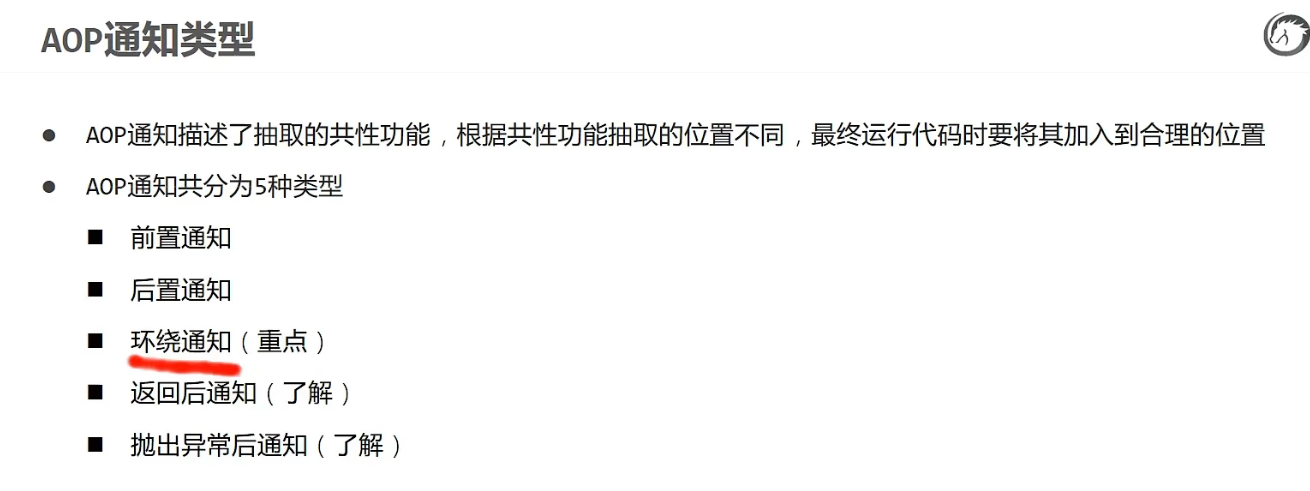 AOP通知类型
● AOP通知描述了抽取的共性功能，根据共性功能抽取的位置不同，最终运行代码时要将其加入到合理的位置
● AOP通知共分为5种类型
■ 前置通知
■ 后置通知
■ 环绕通知（重点）
■ 返回后通知（了解）
■ 抛出异常后通知（了解）